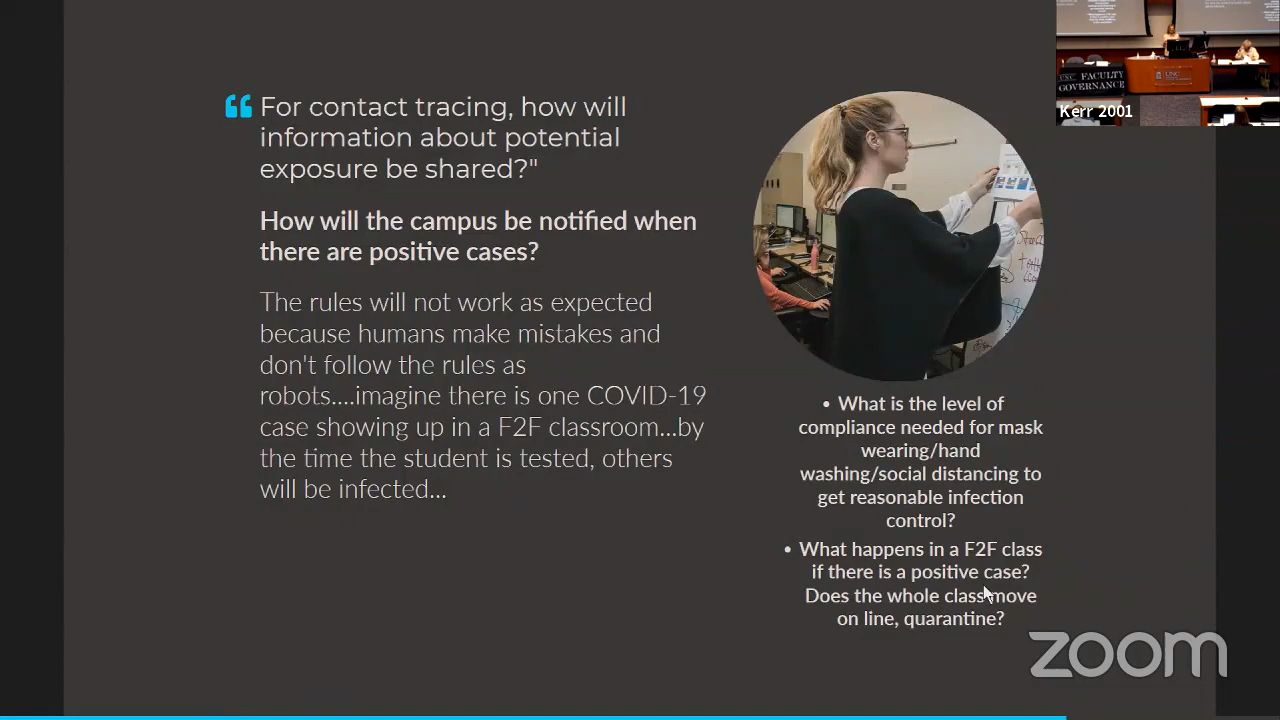 “ For contact tracing, how will
information about potential
exposure be shared?"
How will the campus be notified when
there are positive cases?
The rules will not work as expected
because humans make mistakes and
don't follow the rules as
robots....imagine there is one COVID-19
case showing up in a F2F classroom...by
the time the student is tested, others
will be infected...
• What is the level of
compliance needed for mask
wearing/hand
washing/social distancing to
get reasonable infection
control?
• What happens in a F2F class
if there is a positive case?
Does the whole class move
on line, quarantine?
UNC FACULTY
GOVERNANCE
UNC
Kerr 2001
zoom